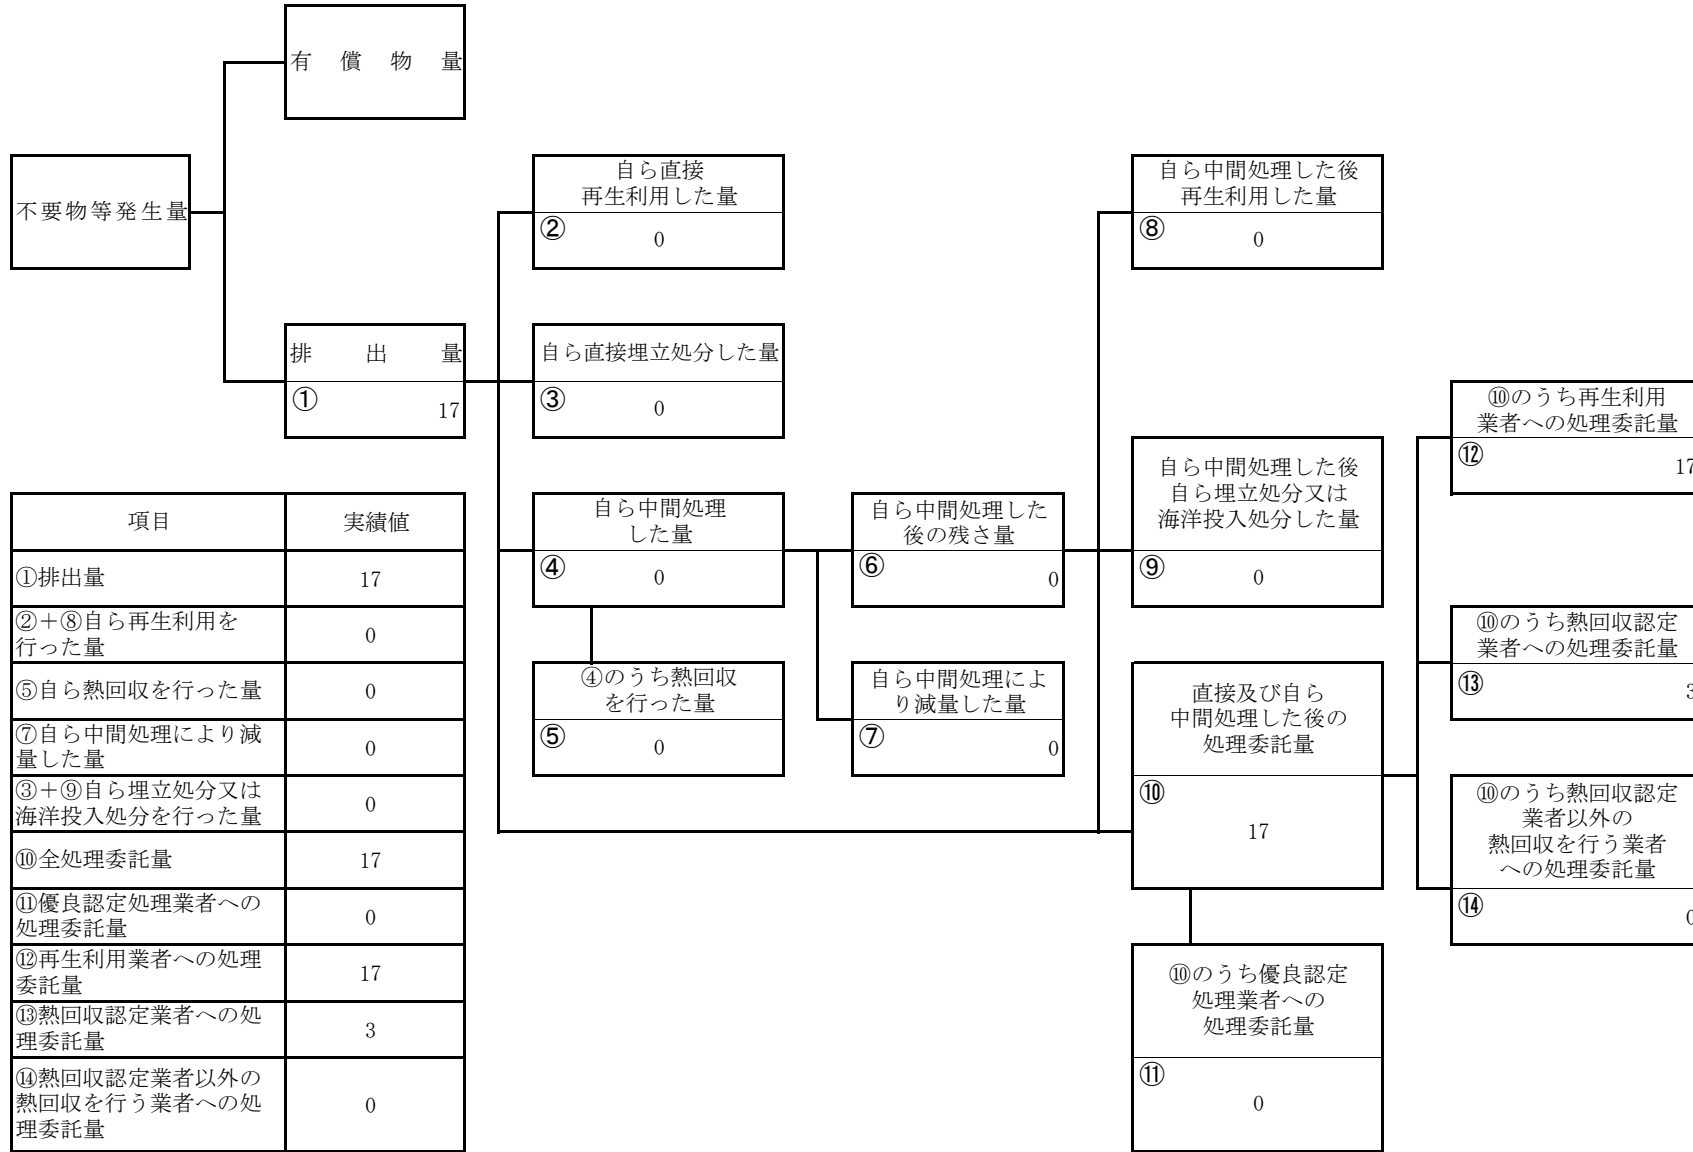 有償物量
不要物等発生量
自ら直接
再生利用した量
②
0
自ら中間処理した後
再生利用した量
⑧
0
排出量
①
17
自ら直接埋立処分した量
③
0
⑩のうち再生利用
業者への処理委託量
⑫
17
自ら中間処理
した量
④
0
自ら中間処理した
後の残さ量
⑥
0
自ら中間処理した後
自ら埋立処分又は
海洋投入処分した量
⑨
0
⑩のうち熱回収認定
業者への処理委託量
⑬
3
④のうち熱回収
を行った量
⑤
0
自ら中間処理によ
り減量した量
⑦
0
直接及び自ら
中間処理した後の
処理委託量
⑩
17
⑩のうち熱回収認定
業者以外の
熱回収を行う業者
への処理委託量
⑭
0
⑩のうち優良認定
処理業者への
処理委託量
⑪
0
項目 実績値
①排出量 17
②＋⑧自ら再生利用を
行った量 0
⑤自ら熱回収を行った量 0
⑦自ら中間処理により減
量した量 0
③＋⑨自ら埋立処分又は
海洋投入処分を行った量 0
⑩全処理委託量 17
⑪優良認定処理業者への
処理委託量 0
⑫再生利用業者への処理
委託量 17
⑬熱回収認定業者への処
理委託量 3
⑭熱回収認定業者以外の
熱回収を行う業者への処
理委託量 0